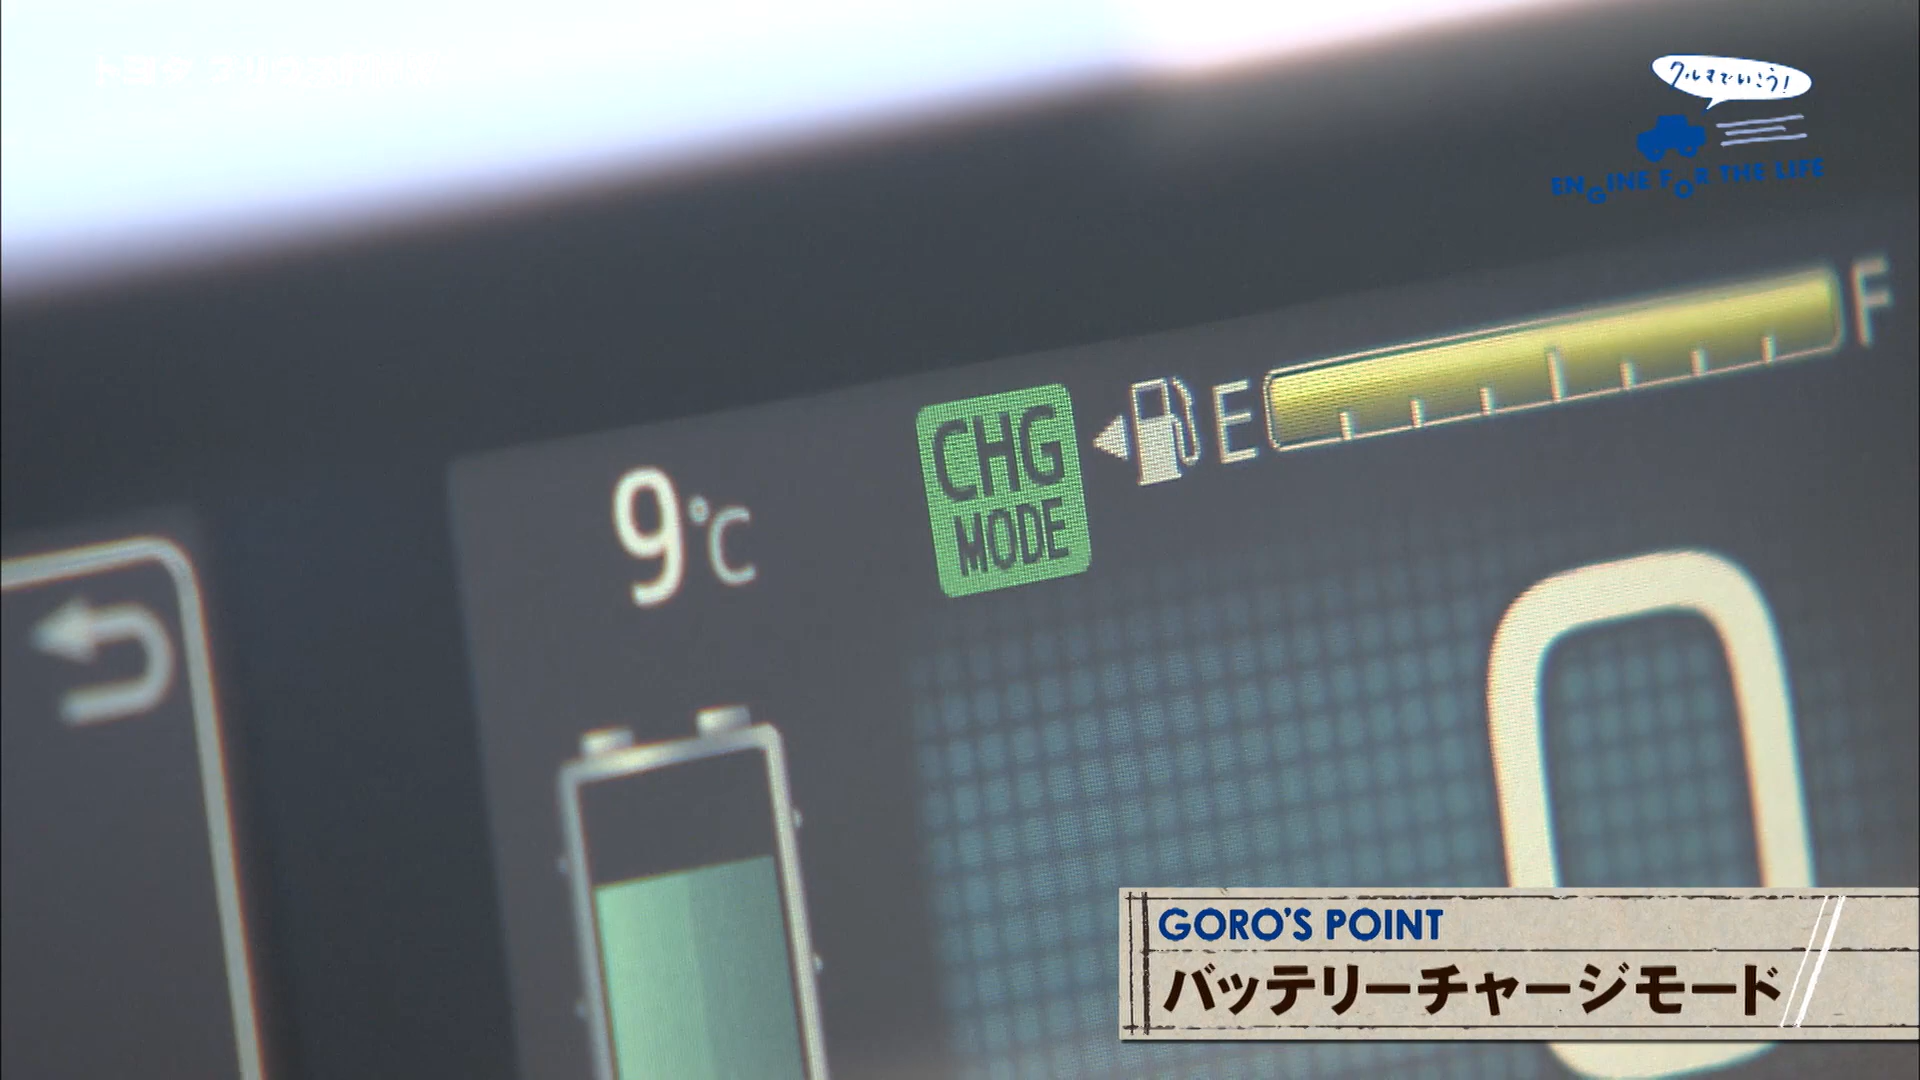 クルマでいこう!
ENGINE FOR THE LIFE
9℃
CHG
MODE
E
F
0
GORO'S POINT
バッテリーチャージモード